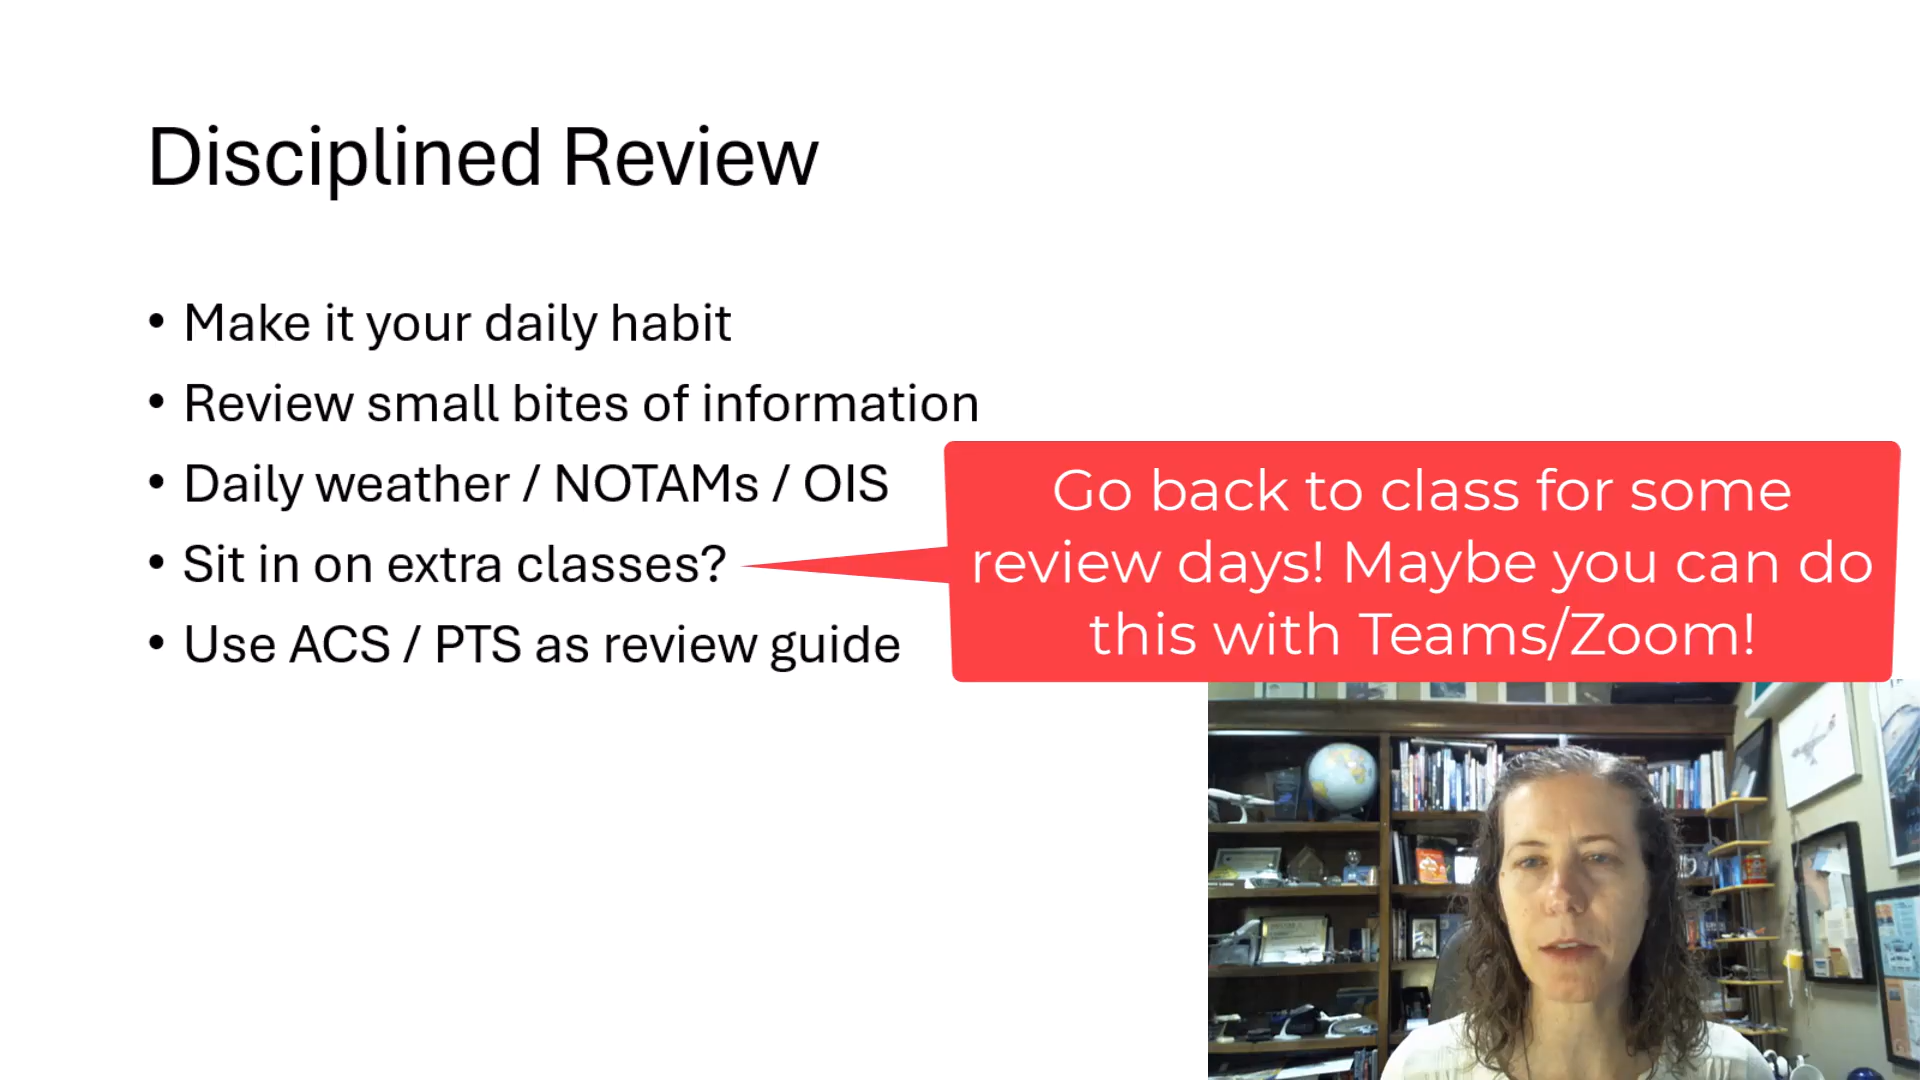 Disciplined Review
• Make it your daily habit
• Review small bites of information
• Daily weather / NOTAMs / OIS
• Sit in on extra classes?
• Use ACS / PTS as review guide
Go back to class for some
review days! Maybe you can do
this with Teams/Zoom!